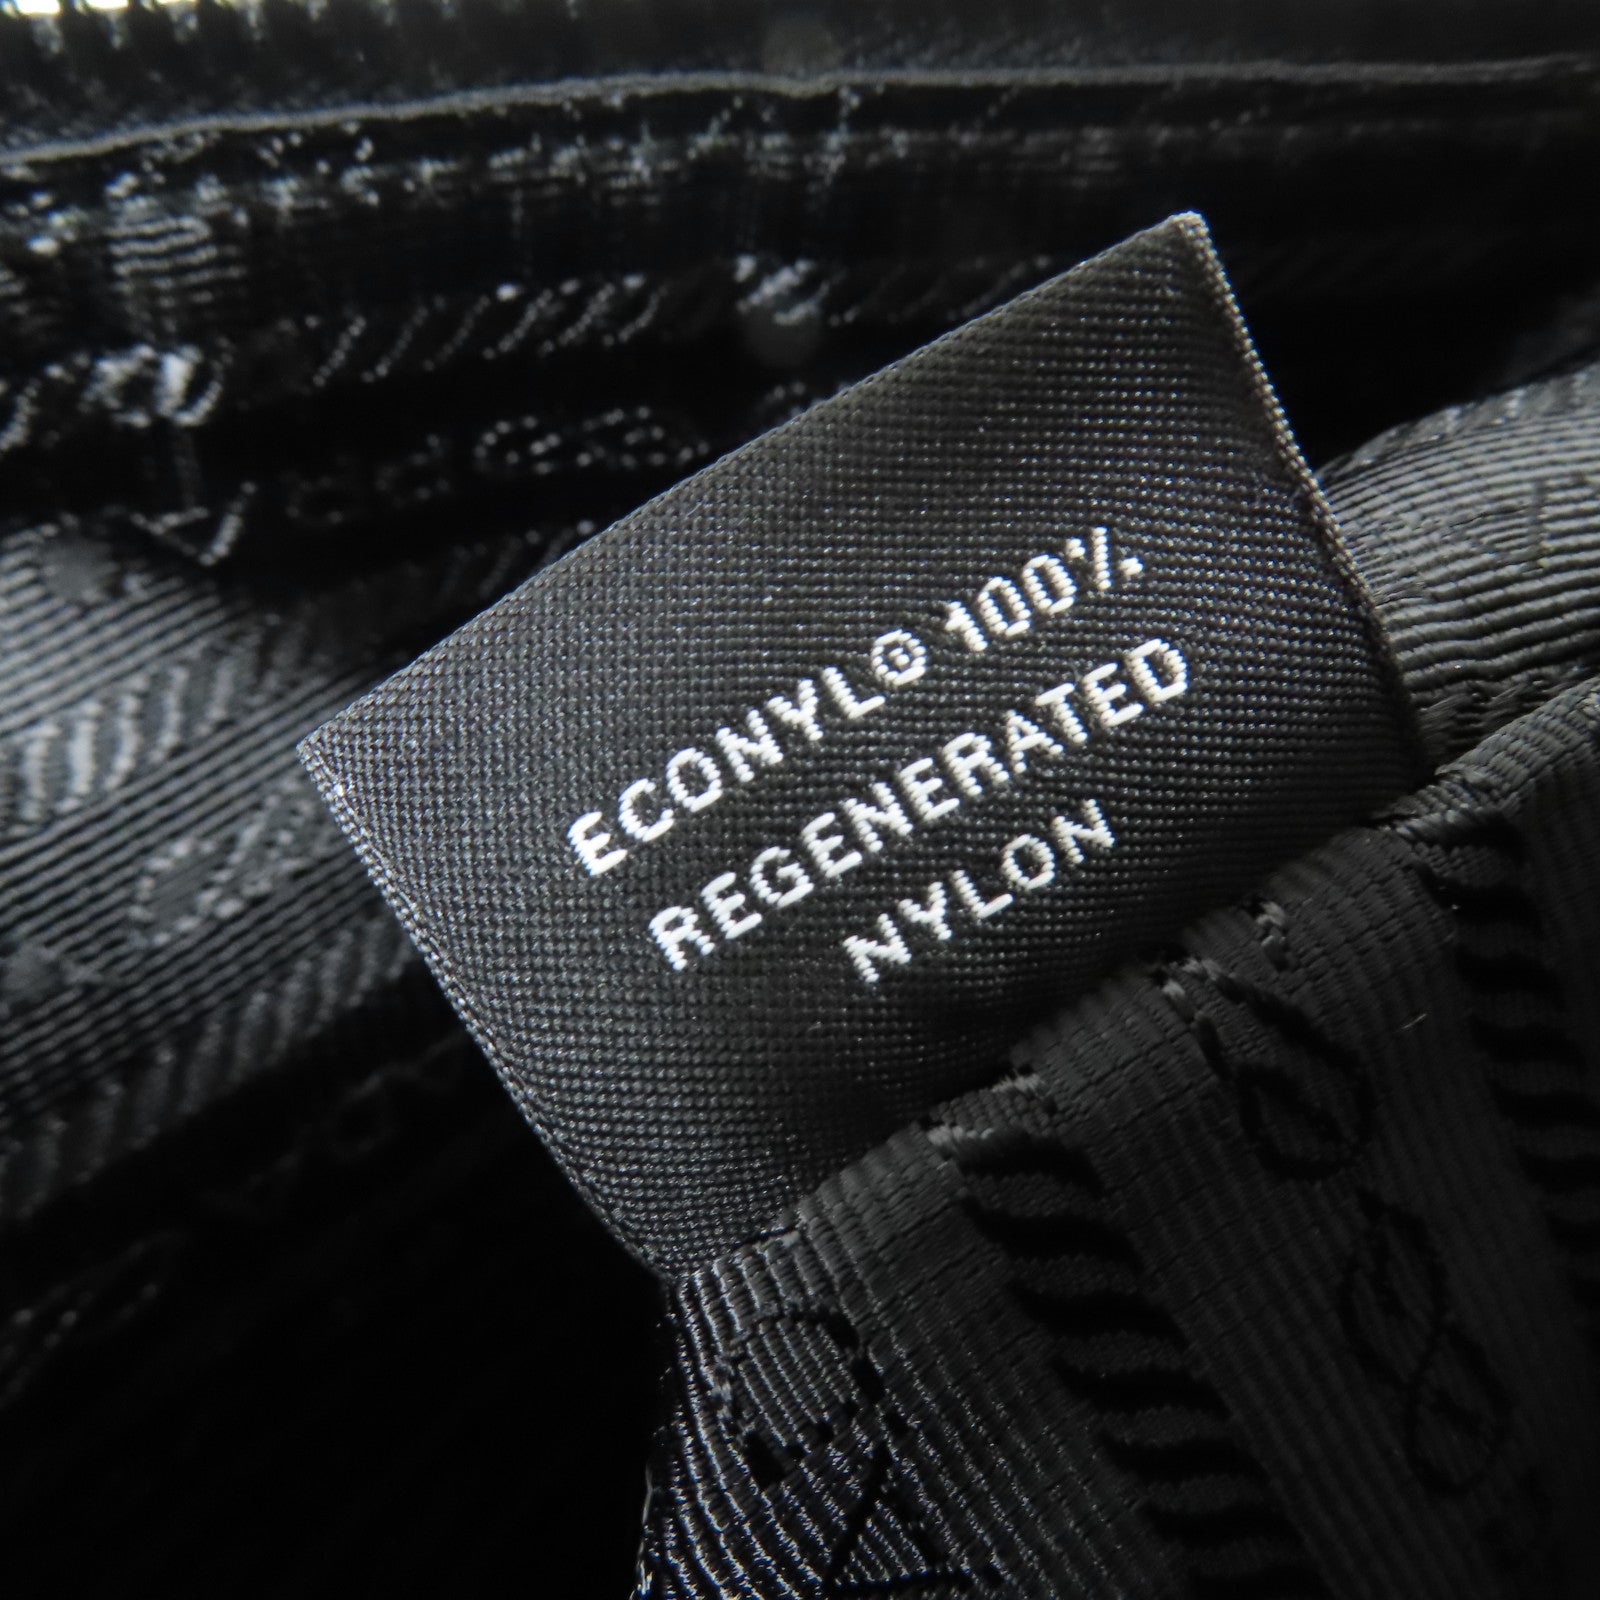 ECONYL® 100%
REGENERATED
NYLON